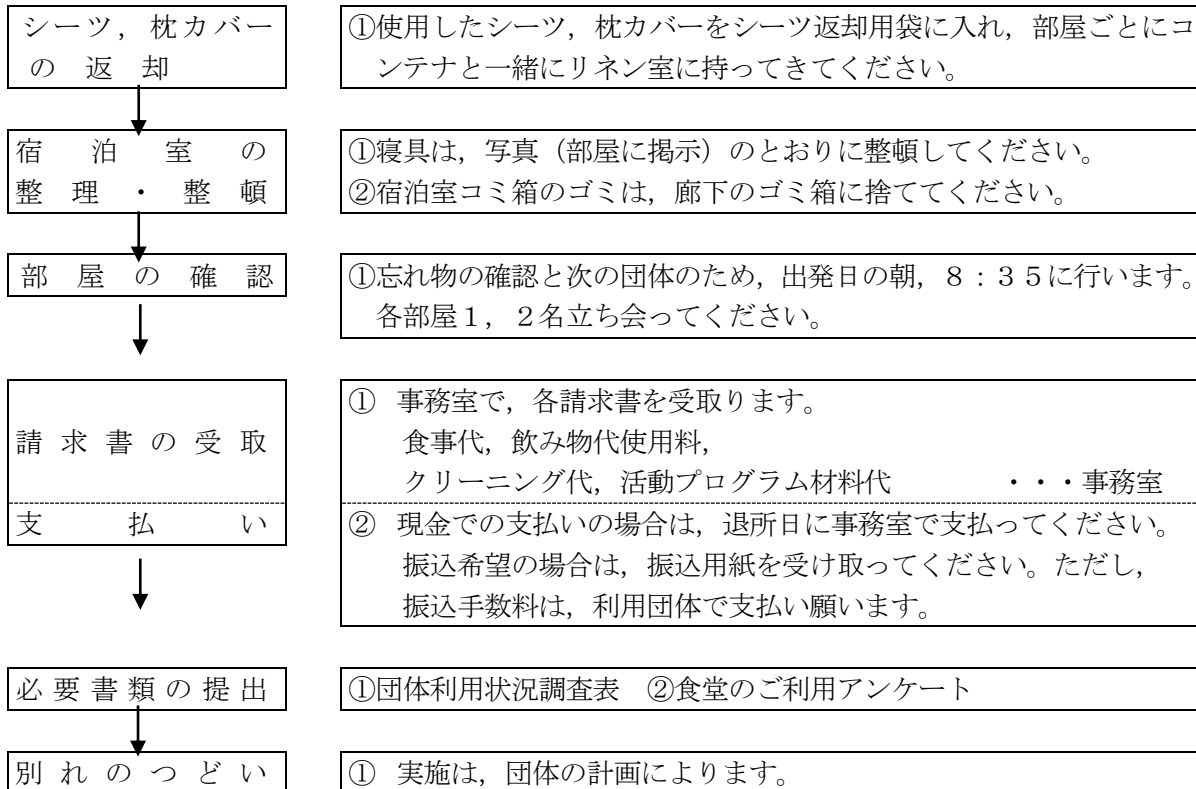 シーツ，枕カバー
の返却
①使用したシーツ，枕カバーをシーツ返却用袋に入れ，部屋ごとにコ
ンテナと一緒にリネン室に持ってきてください。
宿泊室の
整理・整頓
①寝具は，写真（部屋に掲示）のとおりに整頓してください。
②宿泊室コミ箱のゴミは，廊下のゴミ箱に捨ててください。
部屋の確認
①忘れ物の確認と次の団体のため，出発日の朝，８：３５に行います。
各部屋１，２名立ち会ってください。
請求書の受取
① 事務室で，各請求書を受取ります。
食事代，飲み物代使用料，
クリーニング代，活動プログラム材料代 ・・・事務室
支払い
② 現金での支払いの場合は，退所日に事務室で支払ってください。
振込希望の場合は，振込用紙を受け取ってください。ただし，
振込手数料は，利用団体で支払い願います。
必要書類の提出
①団体利用状況調査表 ②食堂のご利用アンケート
別れのつどい
① 実施は，団体の計画によります。